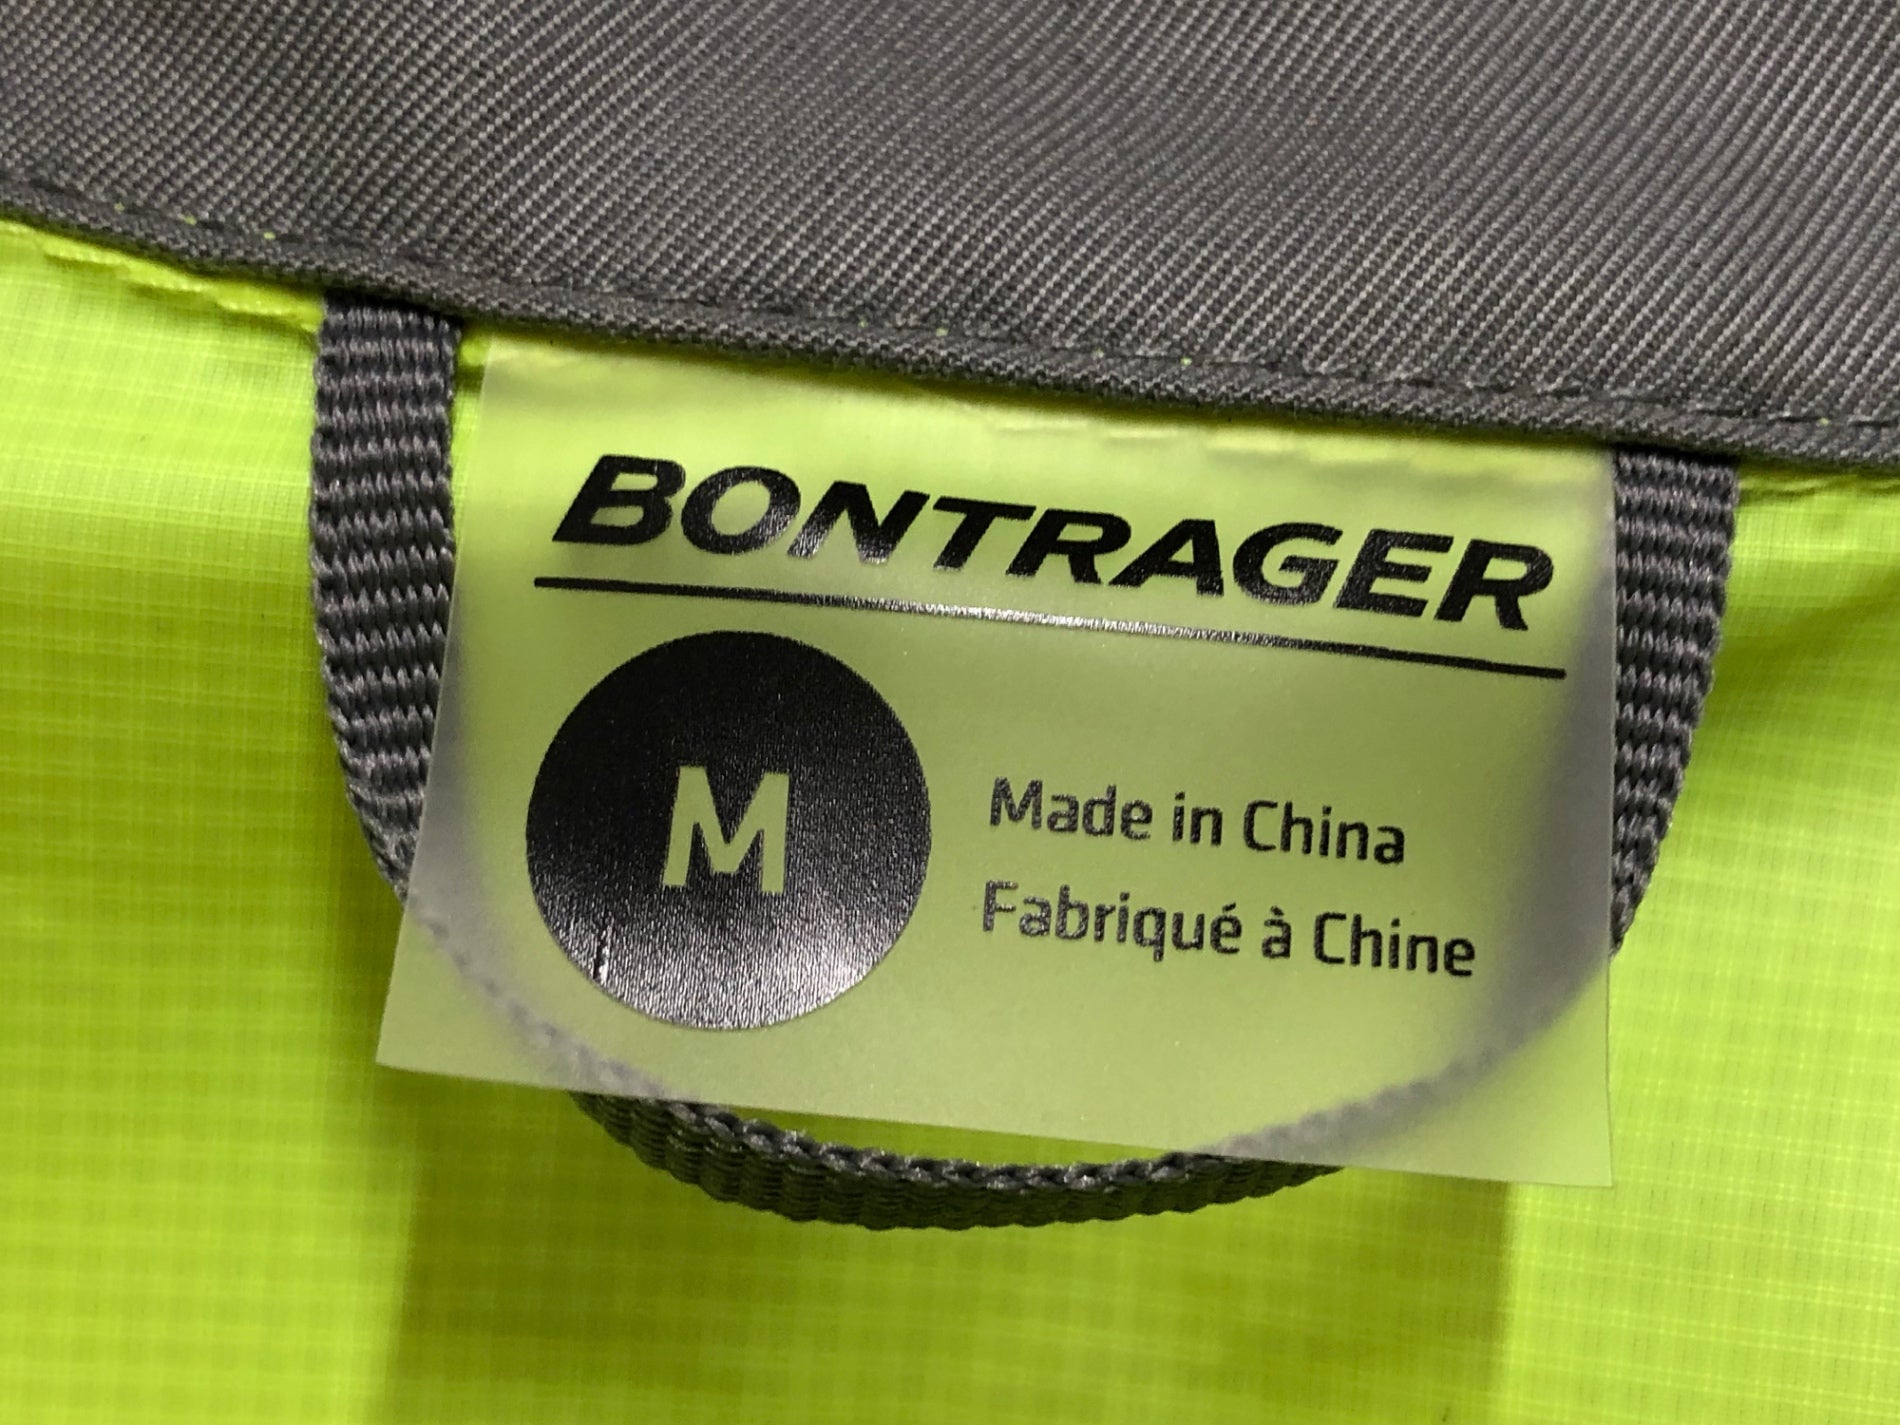 BONTRAGER
M
Made in China
Fabriqué à Chine